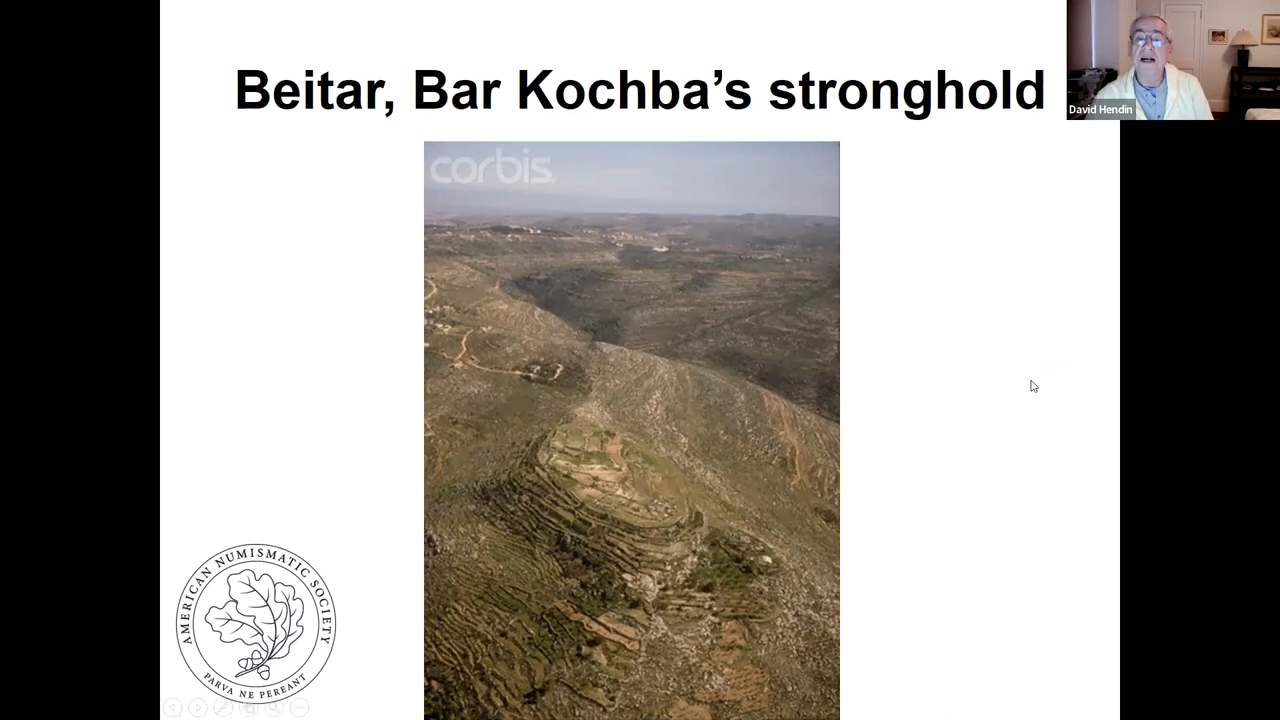 Beitar, Bar Kochba’s stronghold
David Hendin
corbis.
AMERICAN NUMISMATIC SOCIETY
PARVA NE PEREANT